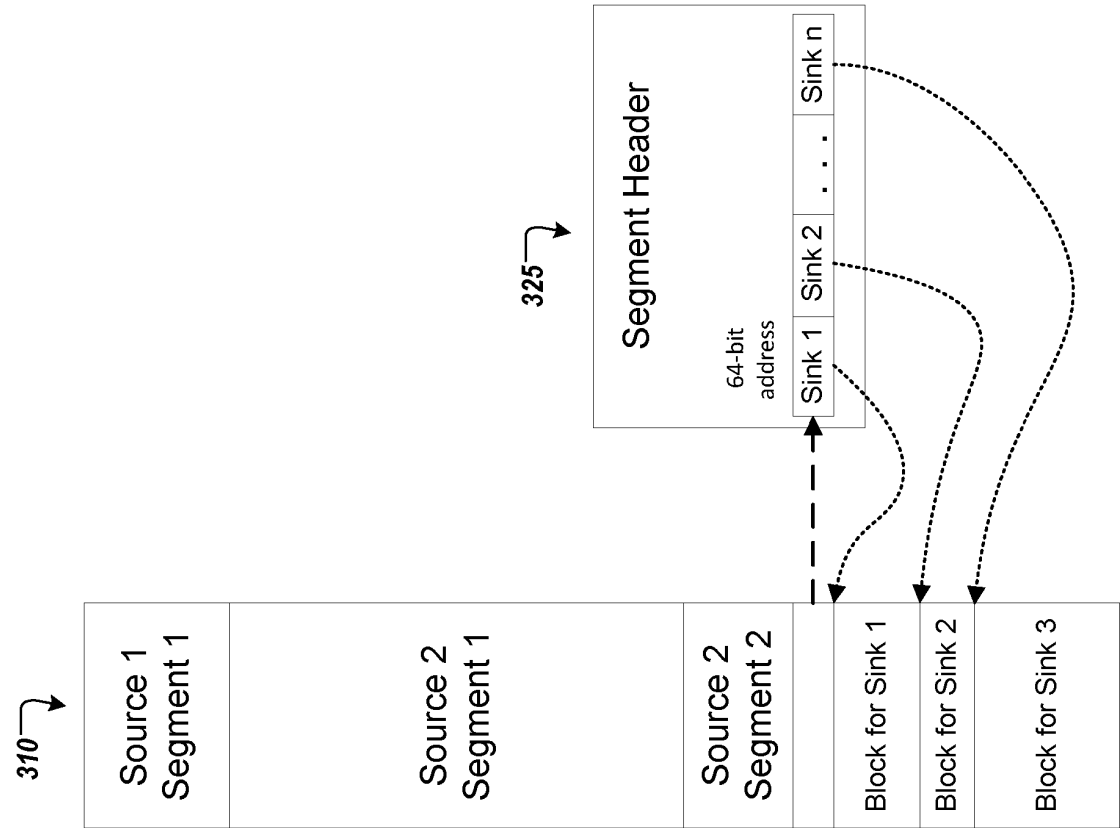 310
Source 1
Segment 1
Source 2
Segment 1
Source 2
Segment 2
Block for Sink 1
Block for Sink 2
Block for Sink 3
325
Segment Header
64-bit
address
Sink 1
Sink 2
. . .
Sink n